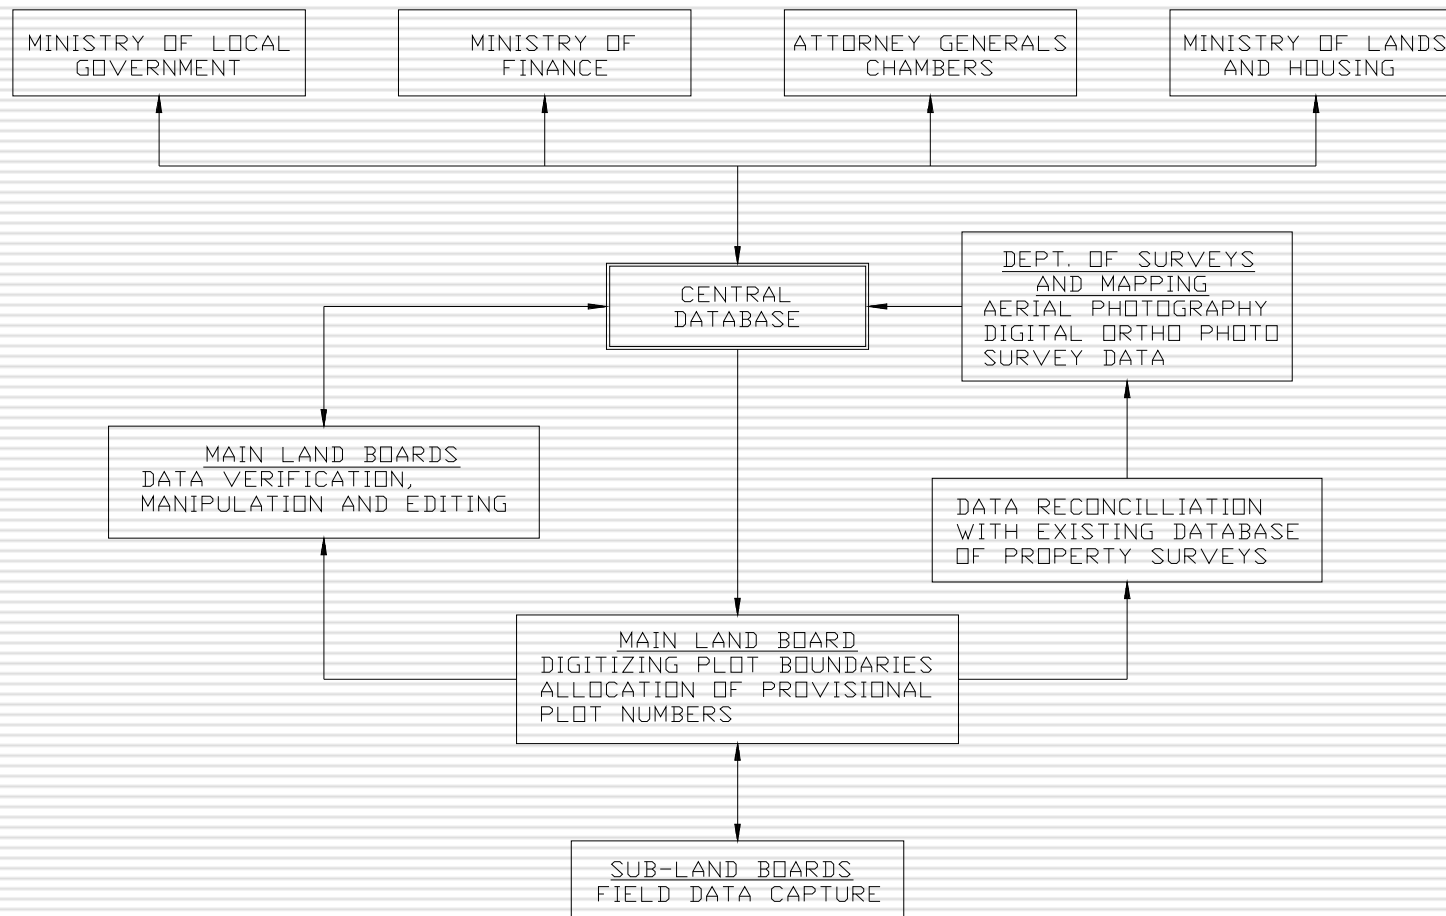 MINISTRY OF LOCAL
GOVERNMENT
MINISTRY OF
FINANCE
ATTORNEY GENERALS
CHAMBERS
MINISTRY OF LANDS
AND HOUSING
CENTRAL
DATABASE
DEPT. OF SURVEYS
AND MAPPING
AERIAL PHOTOGRAPHY
DIGITAL ORTHO PHOTO
SURVEY DATA
MAIN LAND BOARDS
DATA VERIFICATION,
MANIPULATION AND EDITING
DATA RECONCILLIATION
WITH EXISTING DATABASE
OF PROPERTY SURVEYS
MAIN LAND BOARD
DIGITIZING PLOT BOUNDARIES
ALLOCATION OF PROVISIONAL
PLOT NUMBERS
SUB-LAND BOARDS
FIELD DATA CAPTURE